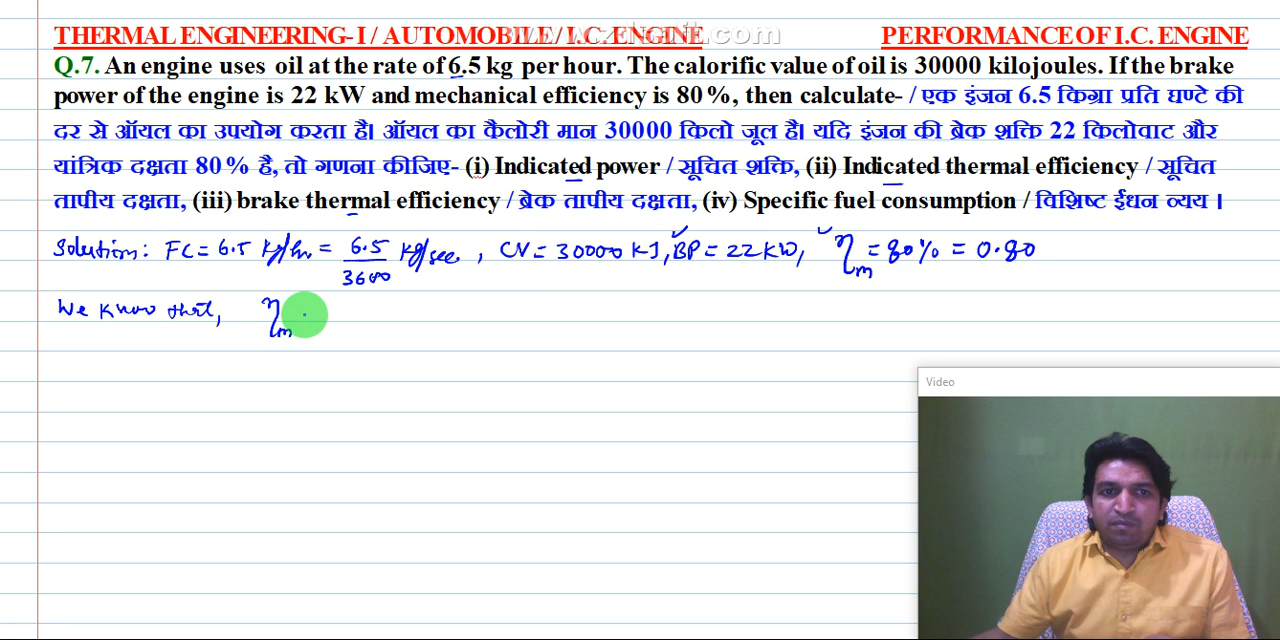 THERMAL ENGINEERING- I / AUTOMOBILE/ I.C. ENGINE PERFORMANCE OF I.C. ENGINE
Q.7. An engine uses oil at the rate of 6.5 kg per hour. The calorific value of oil is 30000 kilojoules. If the brake
power of the engine is 22 kW and mechanical efficiency is 80%, then calculate- / एक इंजन 6.5 किग्रा प्रति घण्टे की
दर से ऑयल का उपयोग करता है। ऑयल का कैलोरी मान 30000 किलो जूल है। यदि इंजन की ब्रेक शक्ति 22 किलोवाट और
यांत्रिक दक्षता 80% है, तो गणना कीजिए- (i) Indicated power / सूचित शक्ति, (ii) Indicated thermal efficiency / सूचित
तापीय दक्षता, (iii) brake thermal efficiency / ब्रेक तापीय दक्षता, (iv) Specific fuel consumption / विशिष्ट ईंधन व्यय ।
Solution: FC = 6.5 kg/hr = 6.5/3600 kg/sec, CV = 30000 KJ, BP = 22 KW, η_m = 80% = 0.80
We know that, η_m
Video